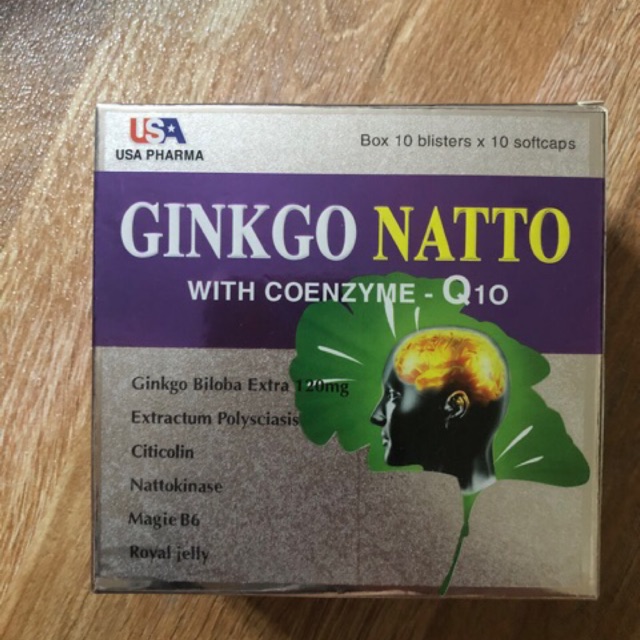 USA
USA PHARMA
Box 10 blisters x 10 softcaps
GINKGO NATTO
WITH COENZYME - Q10
Ginkgo Biloba Extra 120mg
Extractum Polysciasis
Citicolin
Nattokinase
Magie B6
Royal jelly